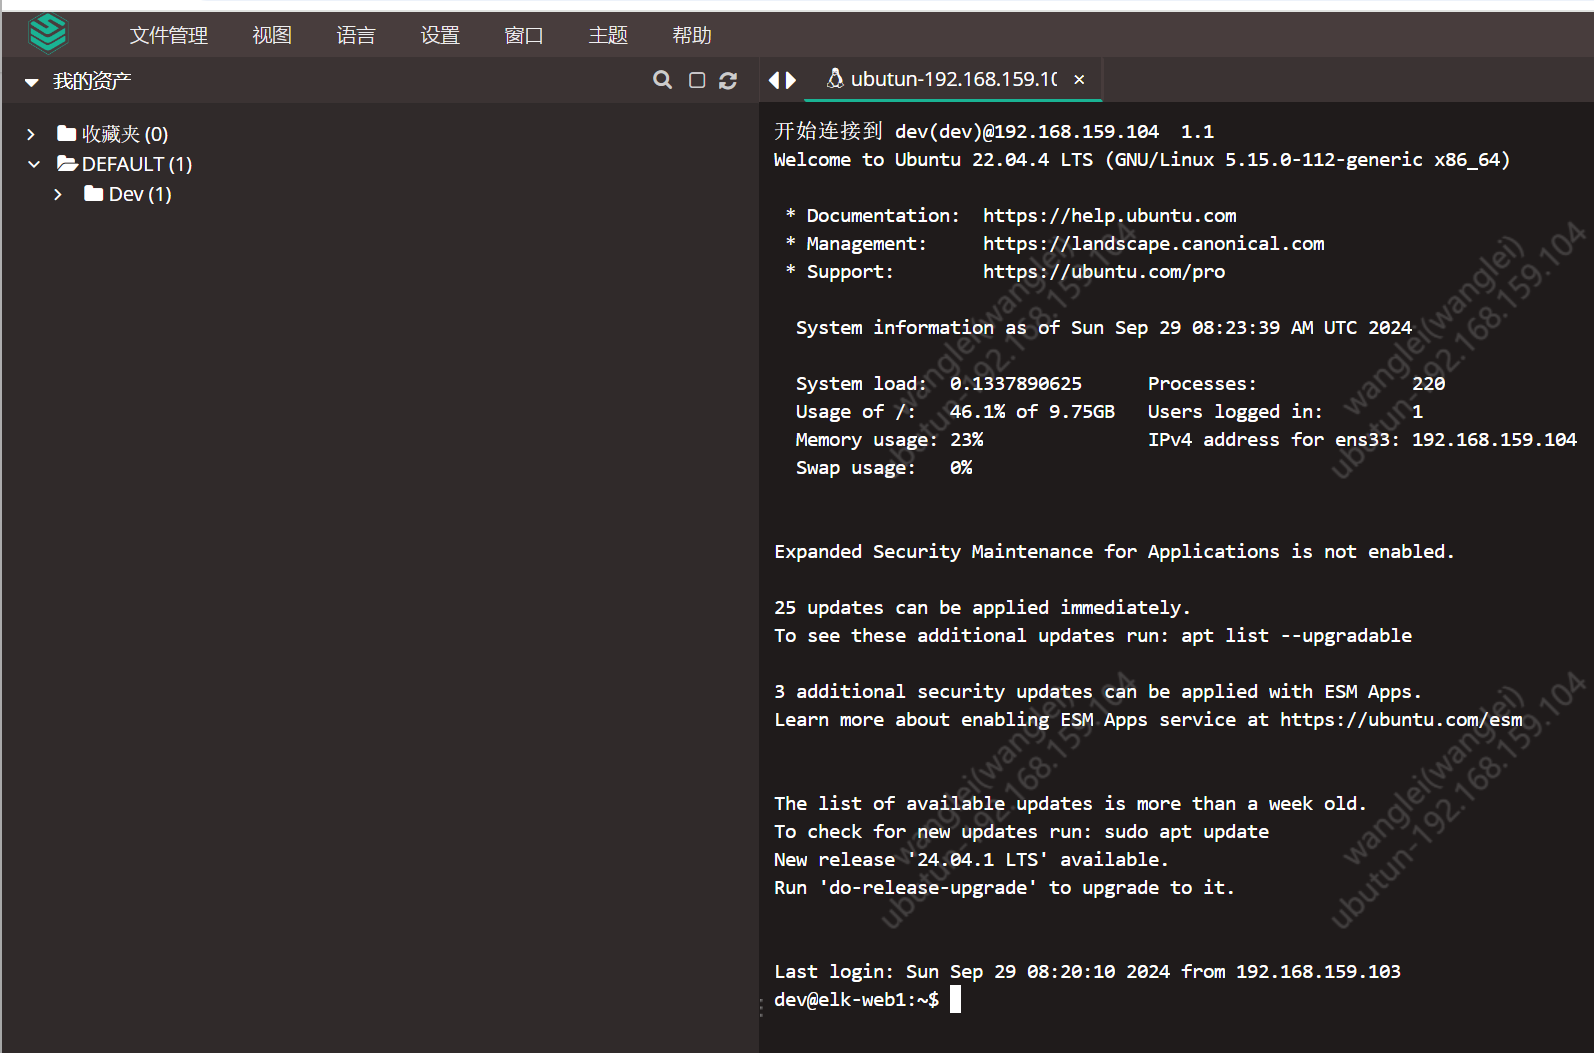 文件管理 视图 语言 设置 窗口 主题 帮助
我的资产
收藏夹 (0)
DEFAULT (1)
Dev (1)
ubutun-192.168.159.10
开始连接到 dev(dev)@192.168.159.104 1.1
Welcome to Ubuntu 22.04.4 LTS (GNU/Linux 5.15.0-112-generic x86_64)
* Documentation: https://help.ubuntu.com
* Management: https://landscape.canonical.com
* Support: https://ubuntu.com/pro
System information as of Sun Sep 29 08:23:39 AM UTC 2024
System load: 0.1337890625 Processes: 220
Usage of /: 46.1% of 9.75GB Users logged in: 1
Memory usage: 23% IPv4 address for ens33: 192.168.159.104
Swap usage: 0%
Expanded Security Maintenance for Applications is not enabled.
25 updates can be applied immediately.
To see these additional updates run: apt list --upgradable
3 additional security updates can be applied with ESM Apps.
Learn more about enabling ESM Apps service at https://ubuntu.com/esm
The list of available updates is more than a week old.
To check for new updates run: sudo apt update
New release '24.04.1 LTS' available.
Run 'do-release-upgrade' to upgrade to it.
Last login: Sun Sep 29 08:20:10 2024 from 192.168.159.103
dev@elk-web1:~$
wanglei(wanglei)
ubutun-192.168.159.104
wanglei(wanglei)
ubutun-192.168.159.104
wanglei(wanglei)
ubutun-192.168.159.104
wanglei(wanglei)
ubutun-192.168.159.104